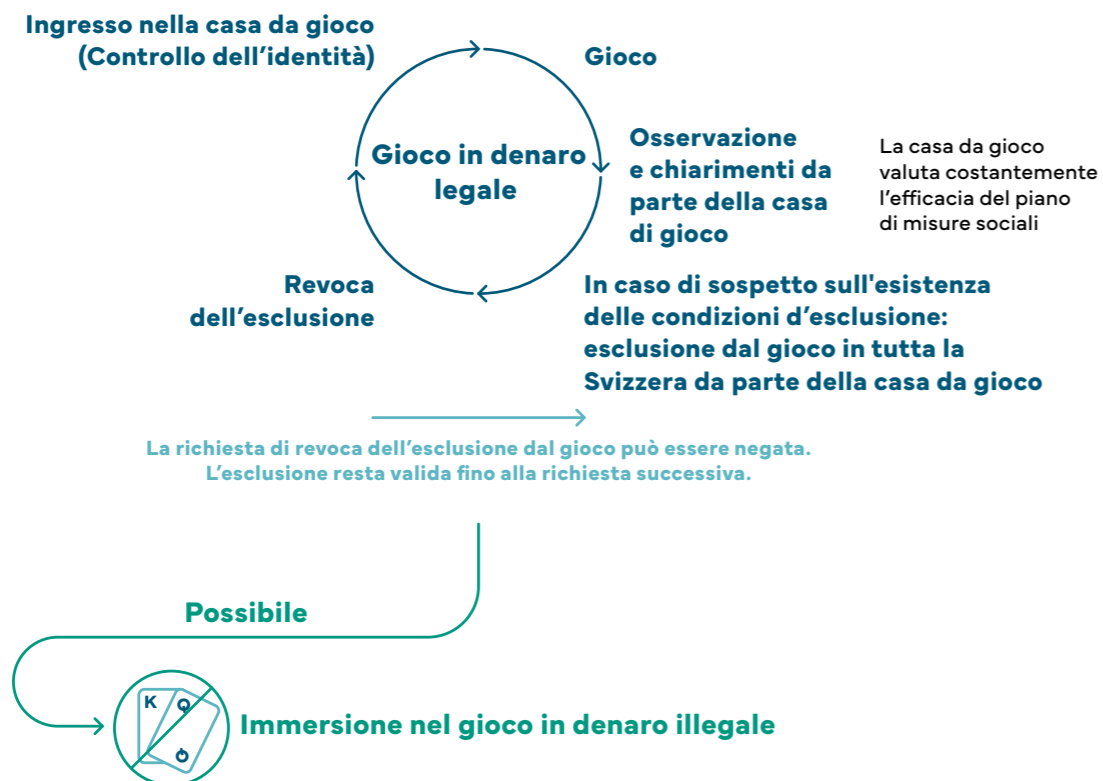 Ingresso nella casa da gioco
(Controllo dell’identità)
Gioco
Gioco in denaro
legale
Osservazione
e chiarimenti da
parte della casa
di gioco
La casa da gioco
valuta costantemente
l’efficacia del piano
di misure sociali
Revoca
dell’esclusione
In caso di sospetto sull'esistenza
delle condizioni d’esclusione:
esclusione dal gioco in tutta la
Svizzera da parte della casa da gioco
La richiesta di revoca dell’esclusione dal gioco può essere negata.
L’esclusione resta valida fino alla richiesta successiva.
Possibile
K
Q
Q
Immersione nel gioco in denaro illegale